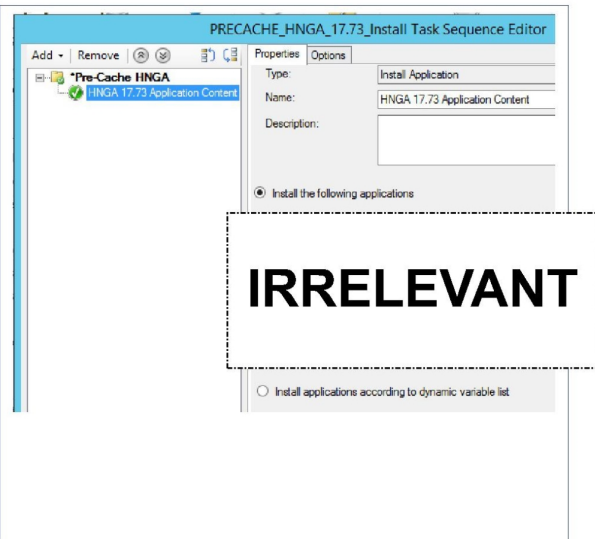 PRECACHE_HNGA_17.73_Install Task Sequence Editor
Add Remove
Properties Options
*Pre-Cache HNGA
HNGA 17.73 Application Content
Type: Install Application
Name: HNGA 17.73 Application Content
Description:
Install the following applications
IRRELEVANT
Install applications according to dynamic variable list